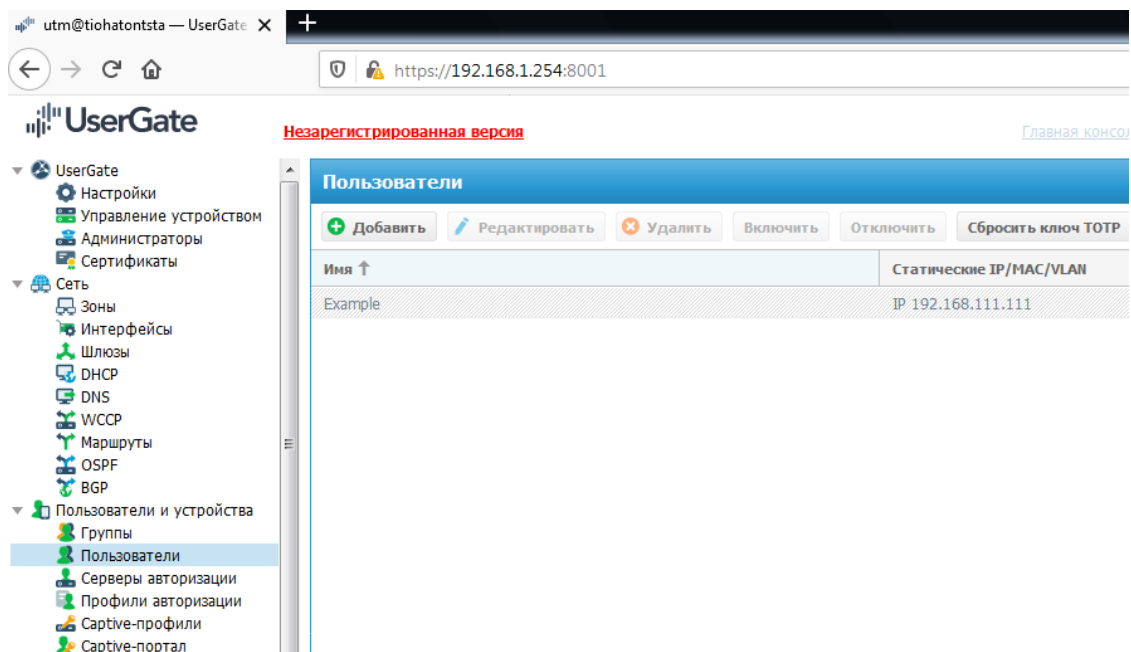 utm@tiohatontsta — UserGate
https://192.168.1.254:8001
UserGate
Незарегистрированная версия
Главная консол
UserGate
Настройки
Управление устройством
Администраторы
Сертификаты
Сеть
Зоны
Интерфейсы
Шлюзы
DHCP
DNS
WCCP
Маршруты
OSPF
BGP
Пользователи и устройства
Группы
Пользователи
Серверы авторизации
Профили авторизации
Captive-профили
Captive-портал
Пользователи
Добавить Редактировать Удалить Включить Отключить Сбросить ключ TOTP
Имя Статические IP/MAC/VLAN
Example IP 192.168.111.111